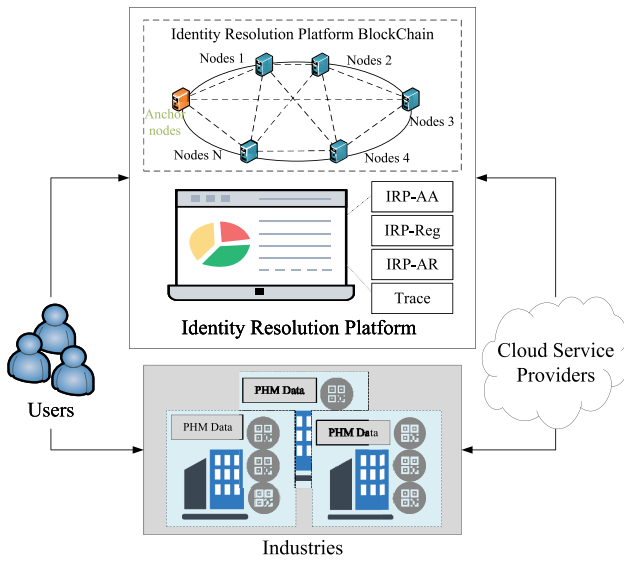 Identity Resolution Platform BlockChain
Nodes 1
Nodes 2
Anchor
nodes
Nodes 3
Nodes N
Nodes 4
IRP-AA
IRP-Reg
IRP-AR
Trace
Identity Resolution Platform
Users
Cloud Service
Providers
PHM Data
PHM Data
PHM Data
Industries